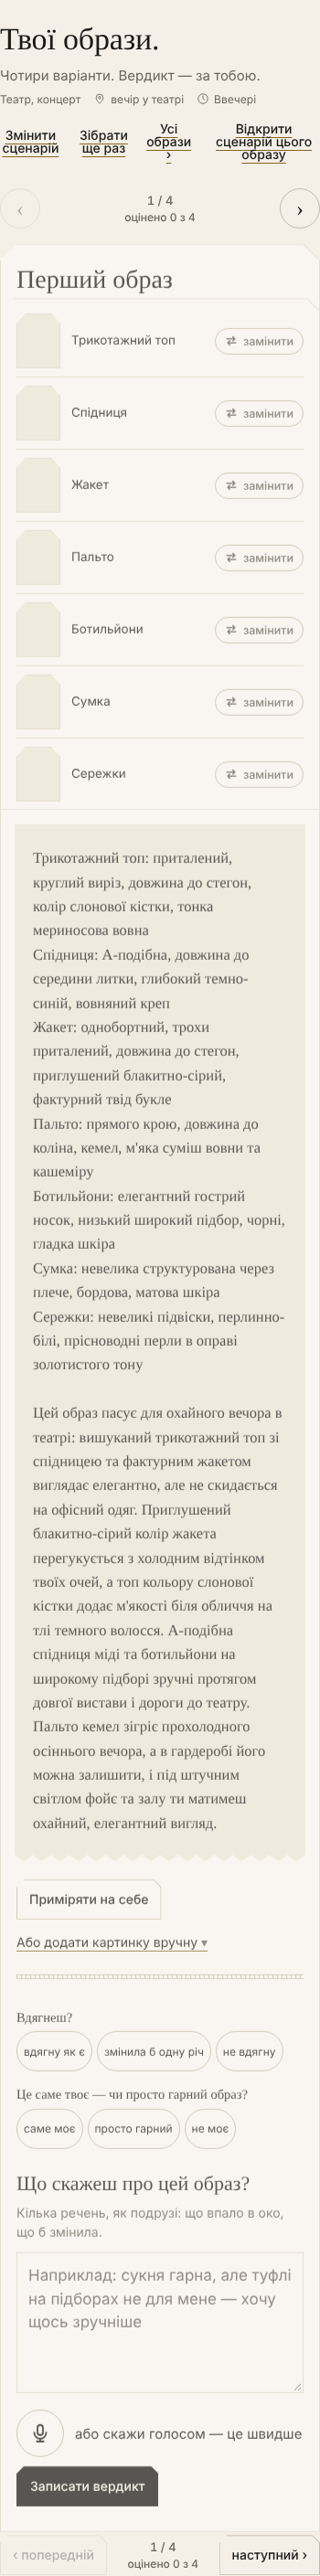 Твої образи.
Чотири варіанти. Вердикт — за тобою.
Театр, концерт вечір у театрі Ввечері
Змінити сценарій
Зібрати ще раз
Усі образи ›
Відкрити сценарій цього образу
‹
1 / 4
оцінено 0 з 4
›
Перший образ
Трикотажний топ ⇄ замінити
Спідниця ⇄ замінити
Жакет ⇄ замінити
Пальто ⇄ замінити
Ботильйони ⇄ замінити
Сумка ⇄ замінити
Сережки ⇄ замінити
Трикотажний топ: приталений,
круглий виріз, довжина до стегон,
колір слонової кістки, тонка
мериносова вовна
Спідниця: А-подібна, довжина до
середини литки, глибокий темно-
синій, вовняний креп
Жакет: однобортний, трохи
приталений, довжина до стегон,
приглушений блакитно-сірий,
фактурний твід букле
Пальто: прямого крою, довжина до
коліна, кемел, м'яка суміш вовни та
кашеміру
Ботильйони: елегантний гострий
носок, низький широкий підбор, чорні,
гладка шкіра
Сумка: невелика структурована через
плече, бордова, матова шкіра
Сережки: невеликі підвіски, перлинно-
білі, прісноводні перли в оправі
золотистого тону
Цей образ пасує для охайного вечора в
театрі: вишуканий трикотажний топ зі
спідницею та фактурним жакетом
виглядає елегантно, але не скидається
на офісний одяг. Приглушений
блакитно-сірий колір жакета
перегукується з холодним відтінком
твоїх очей, а топ кольору слонової
кістки додає м'якості біля обличчя на
тлі темного волосся. А-подібна
спідниця міді та ботильйони на
широкому підборі зручні протягом
довгої вистави і дороги до театру.
Пальто кемел зігріє прохолодного
осіннього вечора, а в гардеробі його
можна залишити, і під штучним
світлом фойє та залу ти матимеш
охайний, елегантний вигляд.
Приміряти на себе
Або додати картинку вручну ▾
Вдягнеш?
вдягну як є змінила б одну річ не вдягну
Це саме твоє — чи просто гарний образ?
саме моє просто гарний не моє
Що скажеш про цей образ?
Кілька речень, як подрузі: що впало в око,
що б змінила.
Наприклад: сукня гарна, але туфлі
на підборах не для мене — хочу
щось зручніше
або скажи голосом — це швидше
Записати вердикт
‹ попередній
1 / 4
оцінено 0 з 4
наступний ›